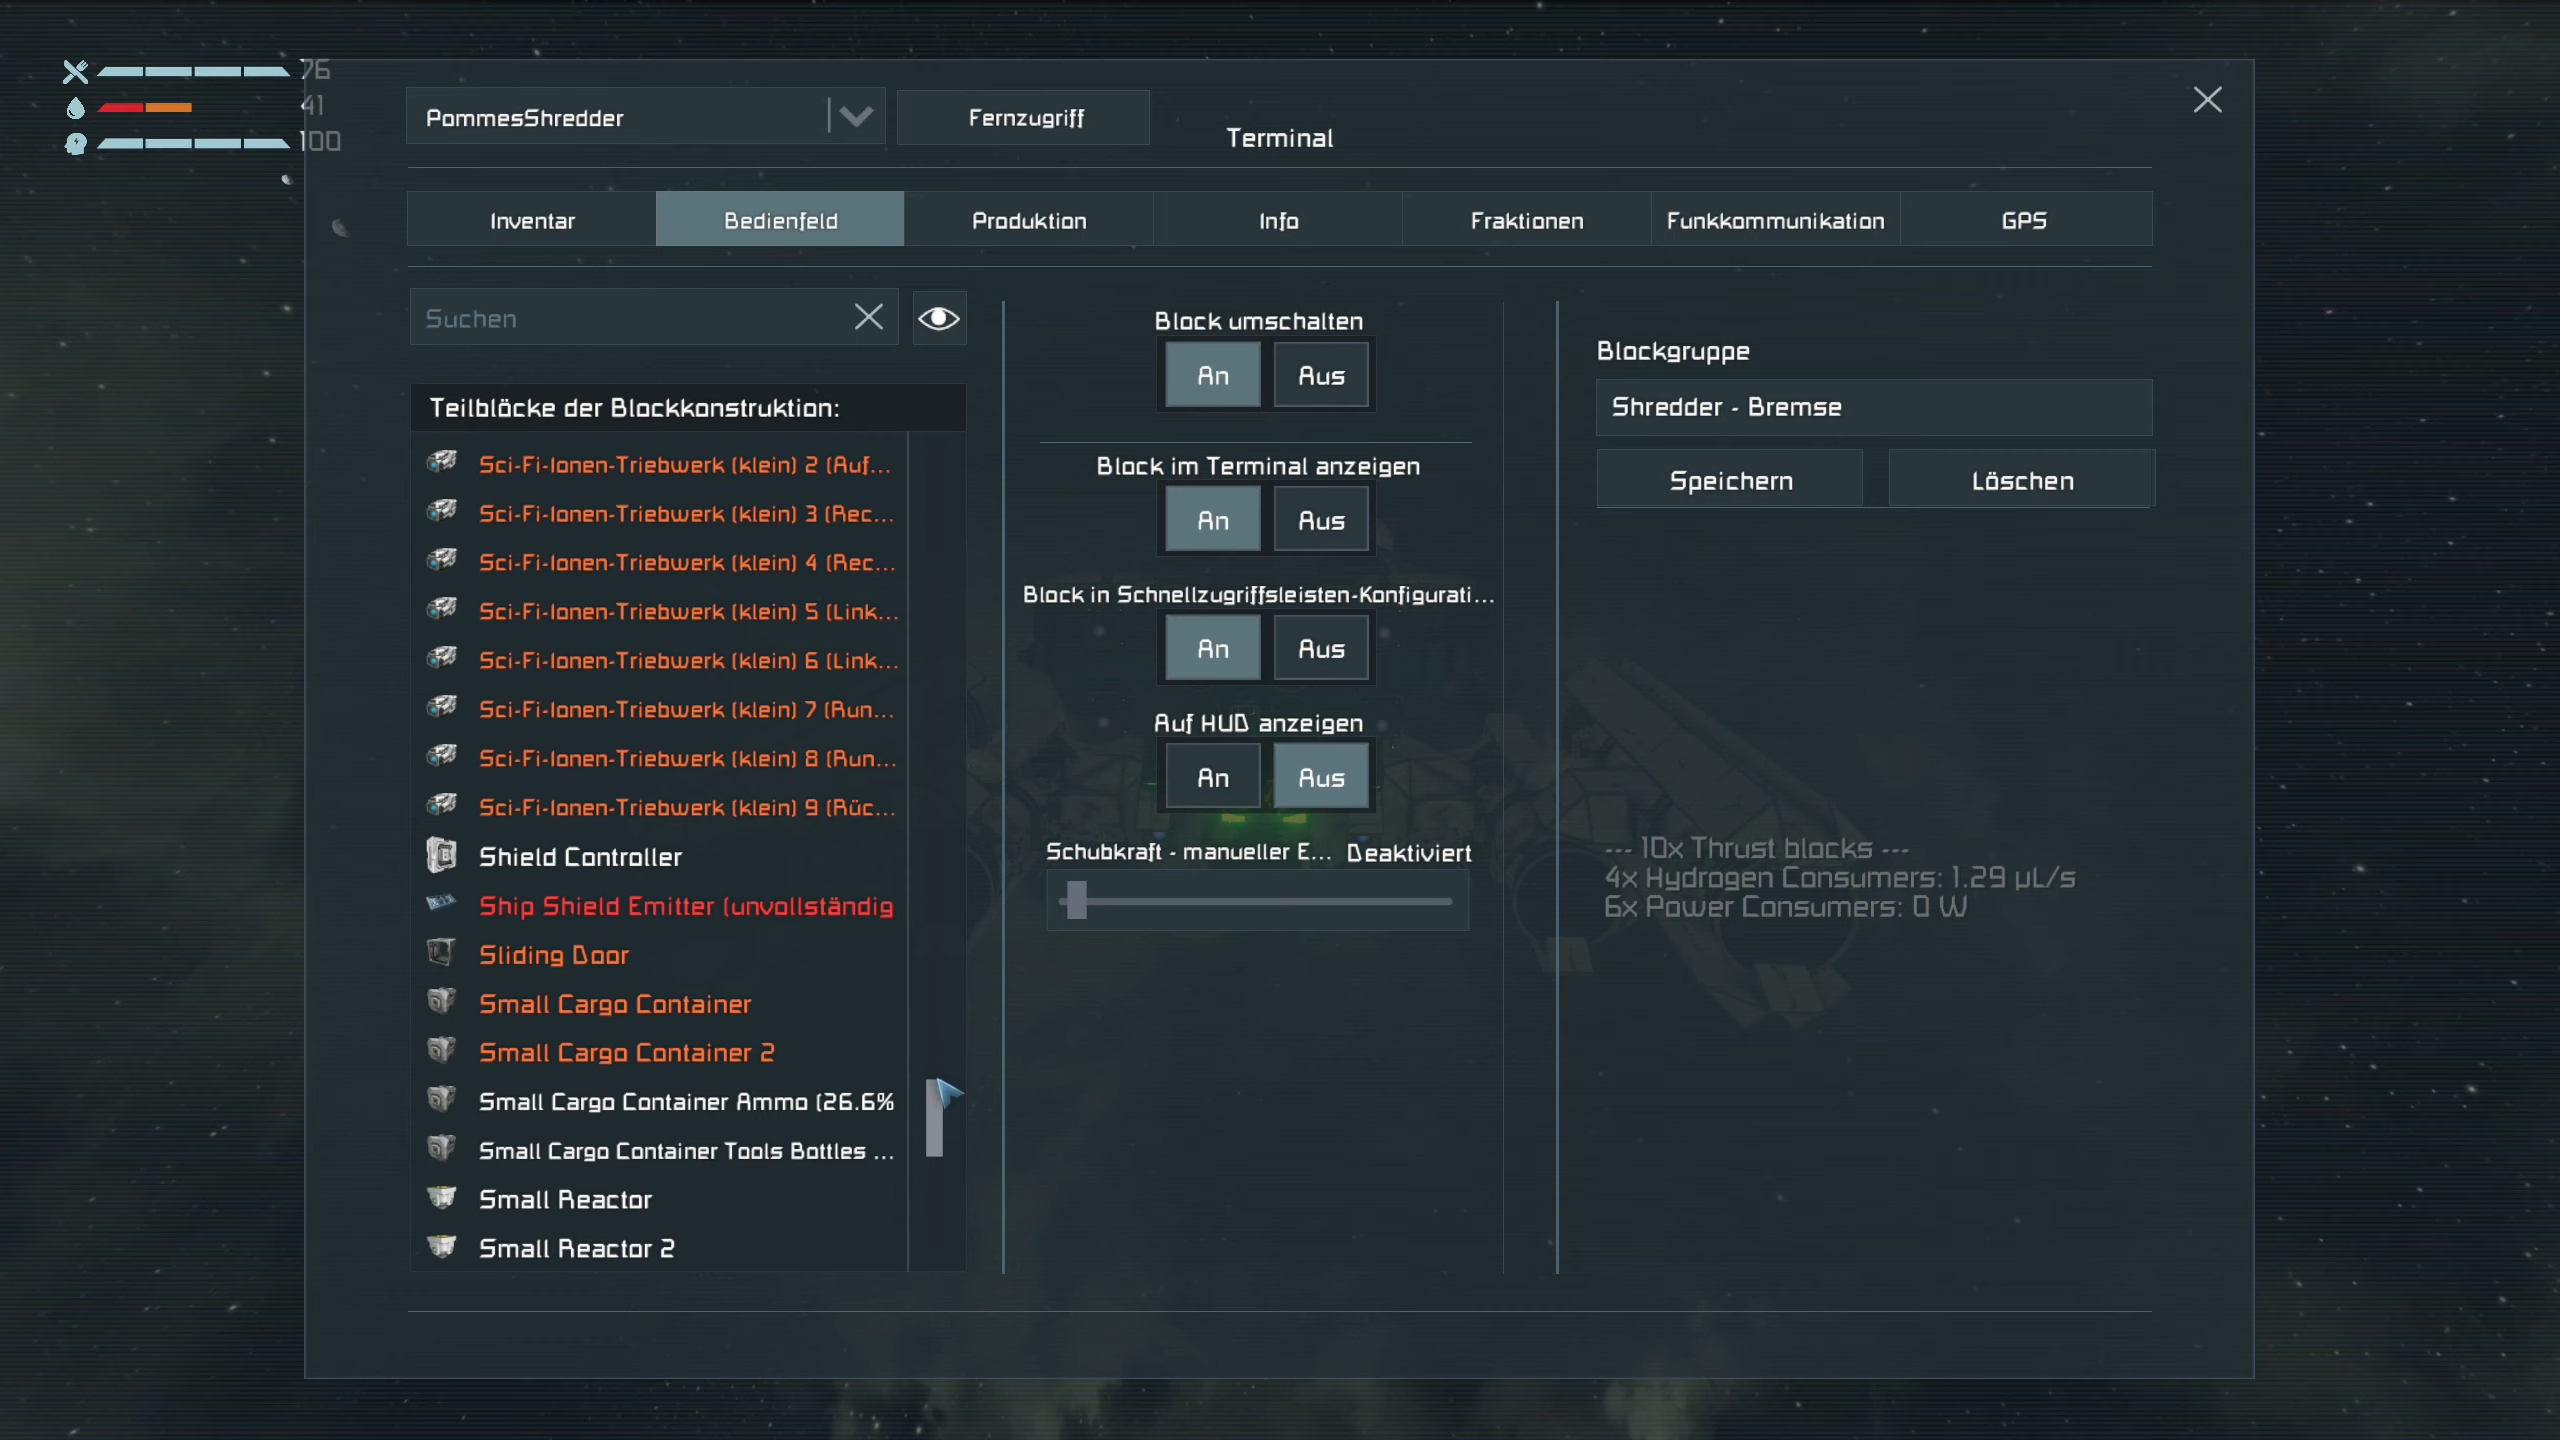 76
41
100
PommesShredder
Fernzugriff
Terminal
Inventar
Bedienfeld
Produktion
Info
Fraktionen
Funkkommunikation
GPS
Suchen
Teilblöcke der Blockkonstruktion:
Sci-Fi-Ionen-Triebwerk (klein) 2 (Auf...
Sci-Fi-Ionen-Triebwerk (klein) 3 (Rec...
Sci-Fi-Ionen-Triebwerk (klein) 4 (Rec...
Sci-Fi-Ionen-Triebwerk (klein) 5 (Link...
Sci-Fi-Ionen-Triebwerk (klein) 6 (Link...
Sci-Fi-Ionen-Triebwerk (klein) 7 (Run...
Sci-Fi-Ionen-Triebwerk (klein) 8 (Run...
Sci-Fi-Ionen-Triebwerk (klein) 9 (Rüc...
Shield Controller
Ship Shield Emitter (unvollständig
Sliding Door
Small Cargo Container
Small Cargo Container 2
Small Cargo Container Ammo (26.6%
Small Cargo Container Tools Bottles ...
Small Reactor
Small Reactor 2
Block umschalten
An Aus
Block im Terminal anzeigen
An Aus
Block in Schnellzugriffsleisten-Konfigurati...
An Aus
Auf HUD anzeigen
An Aus
Schubkraft - manueller E... Deaktiviert
Blockgruppe
Shredder - Bremse
Speichern
Löschen
--- 10x Thrust blocks ---
4x Hydrogen Consumers: 1.29 µL/s
6x Power Consumers: 0 W